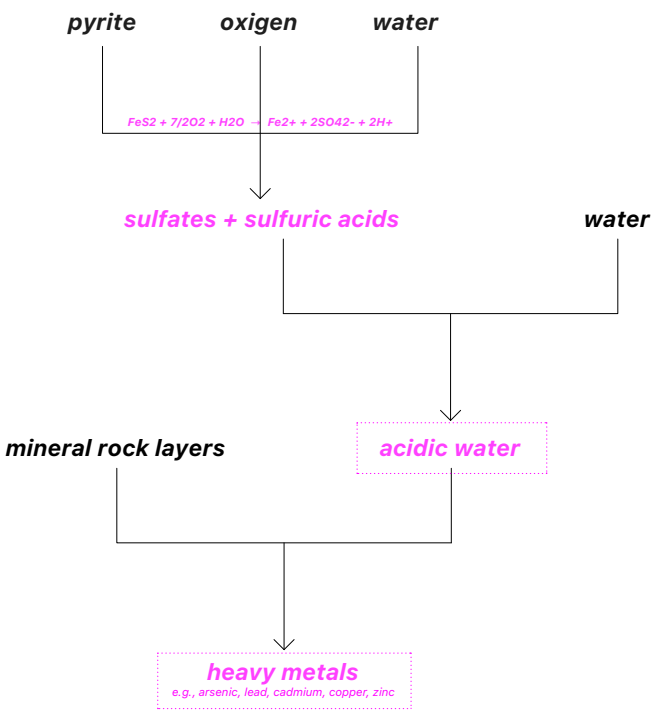 pyrite oxigen water
FeS2 + 7/2O2 + H2O → Fe2+ + 2SO42- + 2H+
sulfates + sulfuric acids water
mineral rock layers acidic water
heavy metals
e.g., arsenic, lead, cadmium, copper, zinc